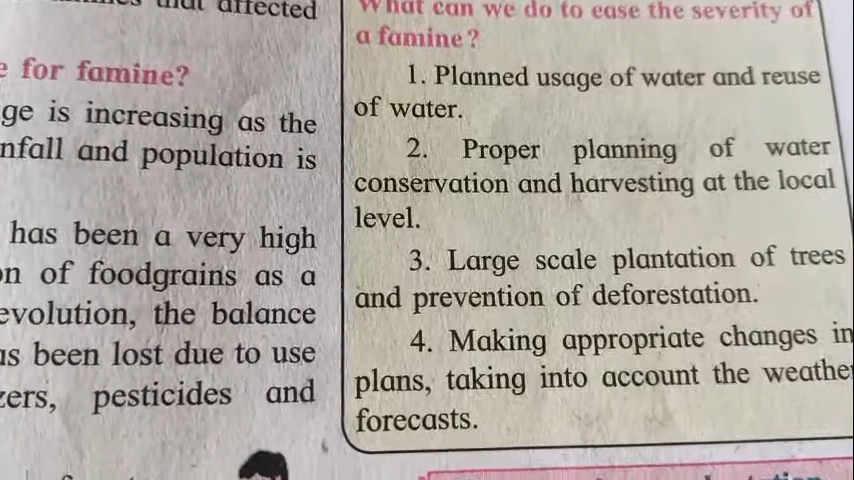 that affected
for famine?
ge is increasing as the
nfall and population is
has been a very high
on of foodgrains as a
evolution, the balance
as been lost due to use
zers, pesticides and
What can we do to ease the severity of
a famine?
1. Planned usage of water and reuse
of water.
2. Proper planning of water
conservation and harvesting at the local
level.
3. Large scale plantation of trees
and prevention of deforestation.
4. Making appropriate changes in
plans, taking into account the weather
forecasts.